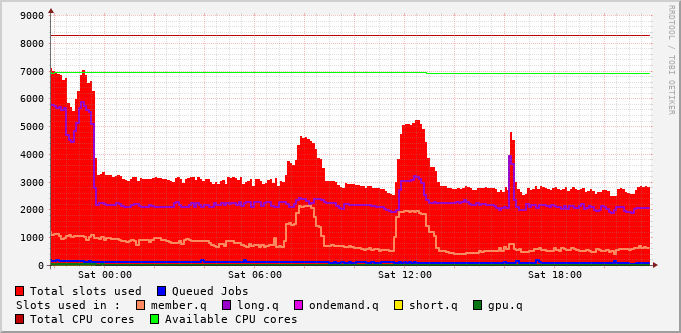 RRDTOOL / TOBI OETIKER
9000
8000
7000
6000
5000
4000
3000
2000
1000
0
Sat 00:00 Sat 06:00 Sat 12:00 Sat 18:00
Total slots used Queued Jobs
Slots used in : member.q long.q ondemand.q short.q gpu.q
Total CPU cores Available CPU cores